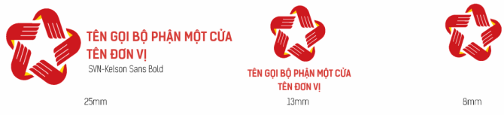 TÊN GỌI BỘ PHẬN MỘT CỬA
TÊN ĐƠN VỊ
SVN-Kelson Sans Bold
25mm
TÊN GỌI BỘ PHẬN MỘT CỬA
TÊN ĐƠN VỊ
13mm
8mm